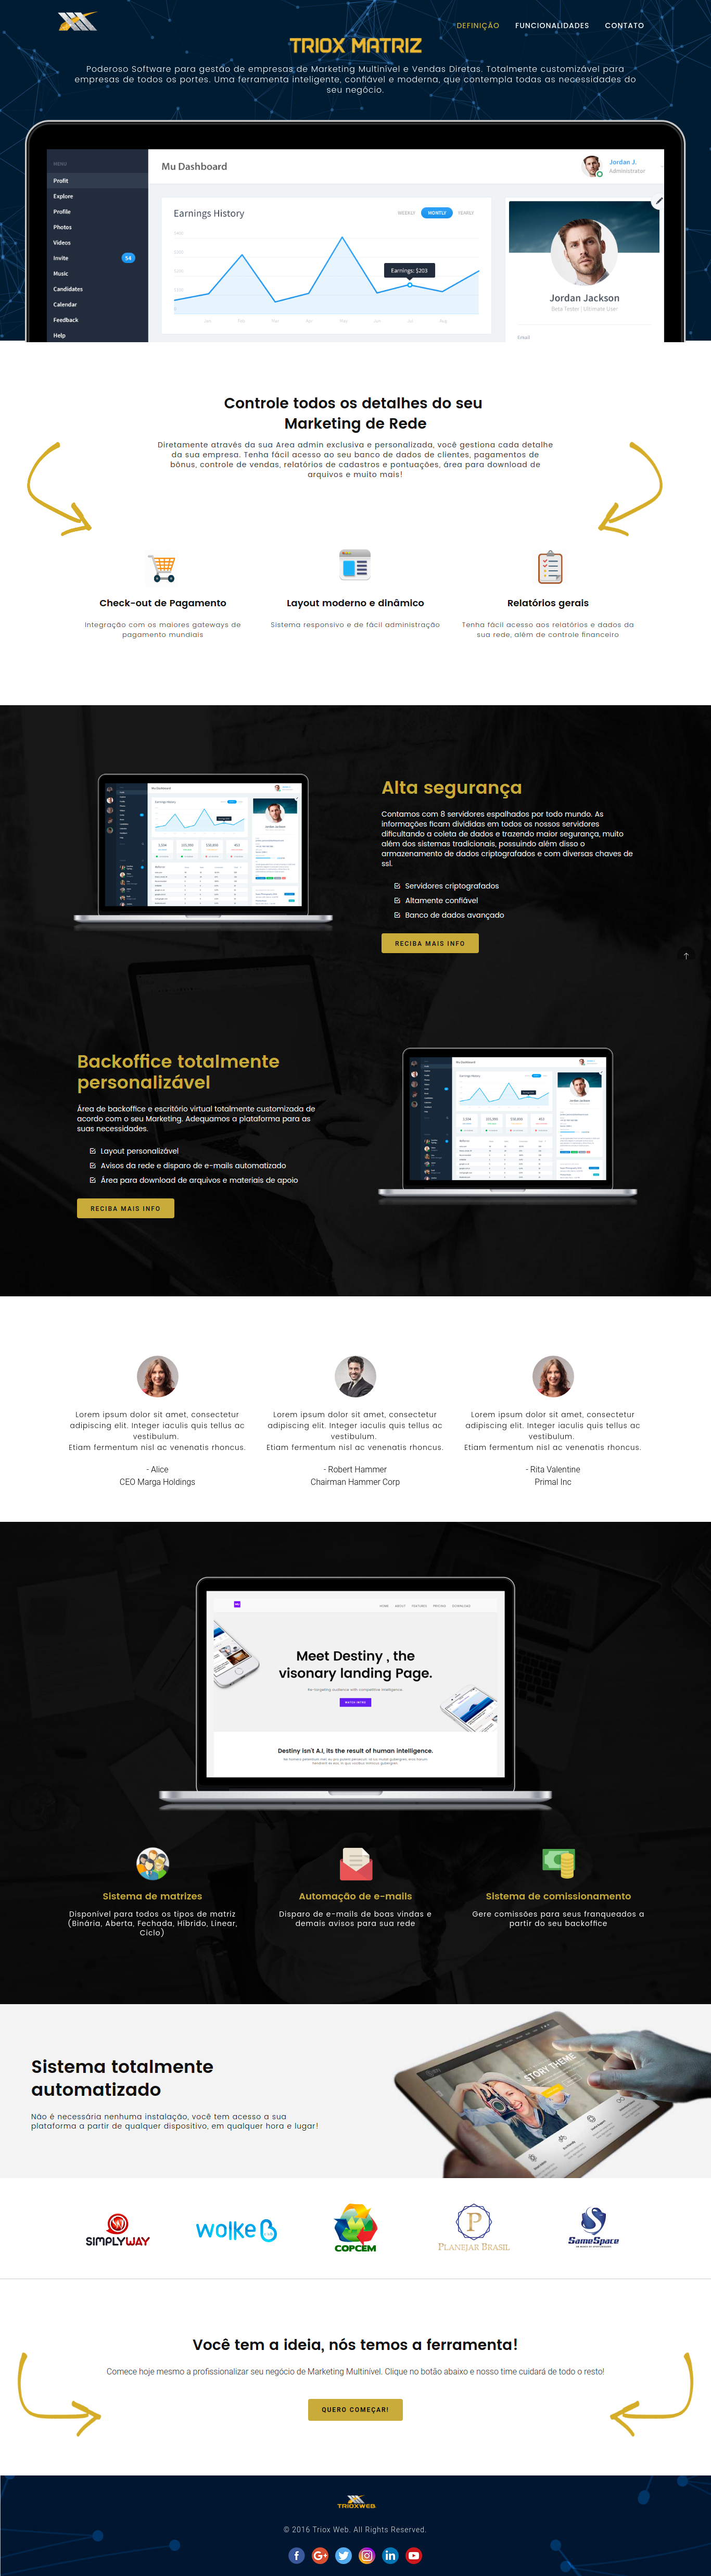 DEFINIÇÃO FUNCIONALIDADES CONTATO
TRIOX MATRIZ
Poderoso Software para gestão de empresas de Marketing Multinível e Vendas Diretas. Totalmente customizável para
empresas de todos os portes. Uma ferramenta inteligente, confiável e moderna, que contempla todas as necessidades do
seu negócio.
MENU
Profit
Explore
Profile
Photos
Videos
Invite 54
Music
Candidates
Calendar
Feedback
Help
Mu Dashboard
Jordan J.
Administrator
Earnings History
WEEKLY MONTLY YEARLY
Earnings: $203
Jordan Jackson
Beta Tester | Ultimate User
Email
Controle todos os detalhes do seu
Marketing de Rede
Diretamente através da sua Area admin exclusiva e personalizada, você gestiona cada detalhe
da sua empresa. Tenha fácil acesso ao seu banco de dados de clientes, pagamentos de
bônus, controle de vendas, relatórios de cadastros e pontuações, área para download de
arquivos e muito mais!
Check-out de Pagamento
Integração com os maiores gateways de
pagamento mundiais
Layout moderno e dinâmico
Sistema responsivo e de fácil administração
Relatórios gerais
Tenha fácil acesso aos relatórios e dados da
sua rede, além de controle financeiro
Alta segurança
Contamos com 8 servidores espalhados por todo mundo. As
informações ficam divididas em todos os nossos servidores
dificultando a coleta de dados e trazendo maior segurança, muito
além dos sistemas tradicionais, possuindo além disso o
armazenamento de dados criptografados e com diversas chaves de
ssl.
Servidores criptografados
Altamente confiável
Banco de dados avançado
RECIBA MAIS INFO
Backoffice totalmente
personalizável
Área de backoffice e escritório virtual totalmente customizada de
acordo com o seu Marketing. Adequamos a plataforma para as
suas necessidades.
Layout personalizável
Avisos da rede e disparo de e-mails automatizado
Área para download de arquivos e materiais de apoio
RECIBA MAIS INFO
Lorem ipsum dolor sit amet, consectetur
adipiscing elit. Integer iaculis quis tellus ac
vestibulum.
Etiam fermentum nisl ac venenatis rhoncus.
- Alice
CEO Marga Holdings
Lorem ipsum dolor sit amet, consectetur
adipiscing elit. Integer iaculis quis tellus ac
vestibulum.
Etiam fermentum nisl ac venenatis rhoncus.
- Robert Hammer
Chairman Hammer Corp
Lorem ipsum dolor sit amet, consectetur
adipiscing elit. Integer iaculis quis tellus ac
vestibulum.
Etiam fermentum nisl ac venenatis rhoncus.
- Rita Valentine
Primal Inc
HOME ABOUT FEATURES PRICING DOWNLOAD
Meet Destiny , the
visonary landing Page.
Re-targeting audience with competitive intelligence.
WATCH INTRO
Destiny isn't A.I, its the result of human intelligence.
Sistema de matrizes
Disponível para todos os tipos de matriz
(Binária, Aberta, Fechada, Híbrido, Linear,
Ciclo)
Automação de e-mails
Disparo de e-mails de boas vindas e
demais avisos para sua rede
Sistema de comissionamento
Gere comissões para seus franqueados a
partir do seu backoffice
Sistema totalmente
automatizado
Não é necessária nenhuma instalação, você tem acesso a sua
plataforma a partir de qualquer dispositivo, em qualquer hora e lugar!
STORY THEME
SIMPLYWAY
wolke
COPCEM
P
PLANEJAR BRASIL
SameSpace
Você tem a ideia, nós temos a ferramenta!
Comece hoje mesmo a profissionalizar seu negócio de Marketing Multinível. Clique no botão abaixo e nosso time cuidará de todo o resto!
QUERO COMEÇAR!
TRIOXWEB
© 2016 Triox Web. All Rights Reserved.